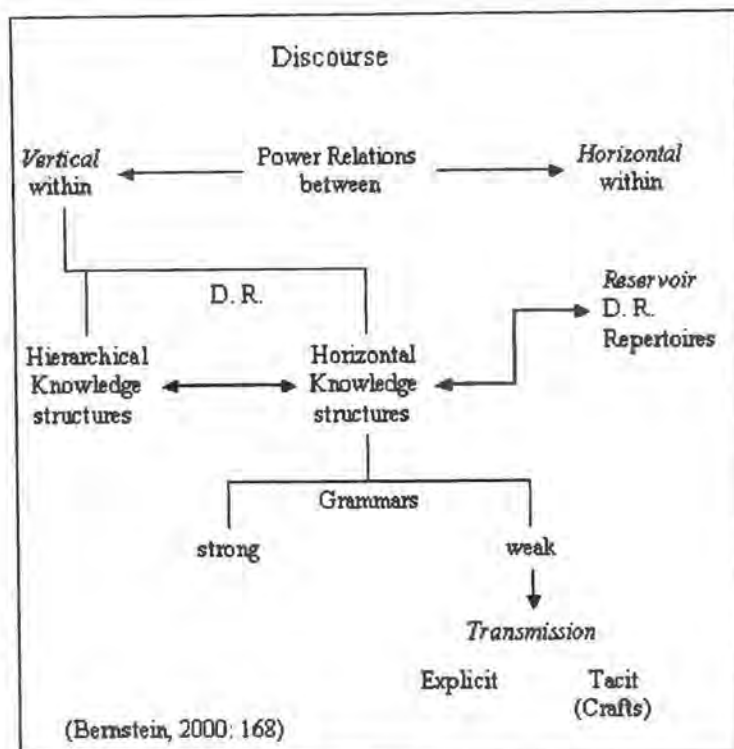 Discourse
Vertical
within
Power Relations
between
Horizontal
within
D. R.
Reservoir
D. R.
Repertoires
Hierarchical
Knowledge
structures
Horizontal
Knowledge
structures
Grammars
strong
weak
Transmission
Explicit
Tacit
(Crafts)
(Bernstein, 2000; 168)